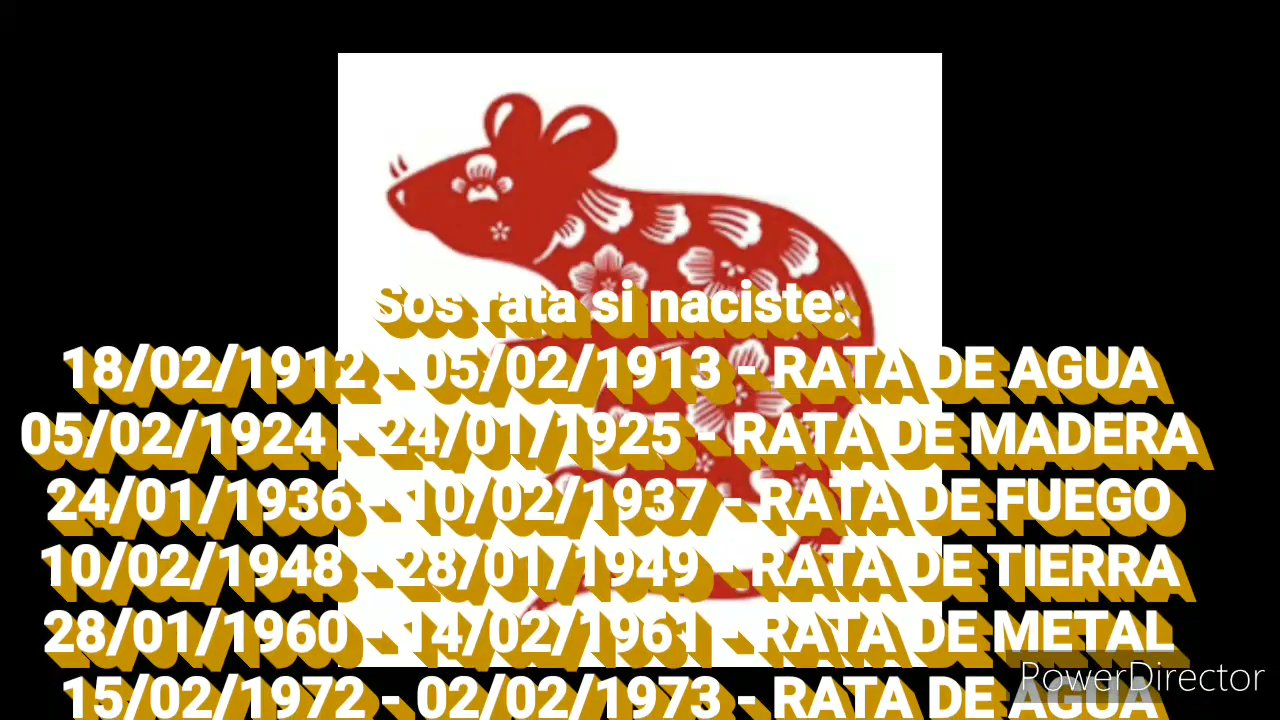 Sos rata si naciste:
18/02/1912 - 05/02/1913 - RATA DE AGUA
05/02/1924 - 24/01/1925 - RATA DE MADERA
24/01/1936 - 10/02/1937 - RATA DE FUEGO
10/02/1948 - 28/01/1949 - RATA DE TIERRA
28/01/1960 - 14/02/1961 - RATA DE METAL
15/02/1972 - 02/02/1973 - RATA DE AGUA
PowerDirector